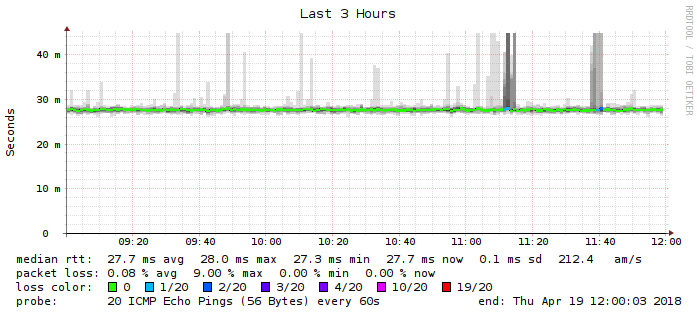 Last 3 Hours
RRDTOOL / TOBI OETIKER
Seconds
40 m
30 m
20 m
10 m
0
09:20 09:40 10:00 10:20 10:40 11:00 11:20 11:40 12:00
median rtt: 27.7 ms avg 28.0 ms max 27.3 ms min 27.7 ms now 0.1 ms sd 212.4 am/s
packet loss: 0.08 % avg 9.00 % max 0.00 % min 0.00 % now
loss color: 0 1/20 2/20 3/20 4/20 10/20 19/20
probe: 20 ICMP Echo Pings (56 Bytes) every 60s end: Thu Apr 19 12:00:03 2018